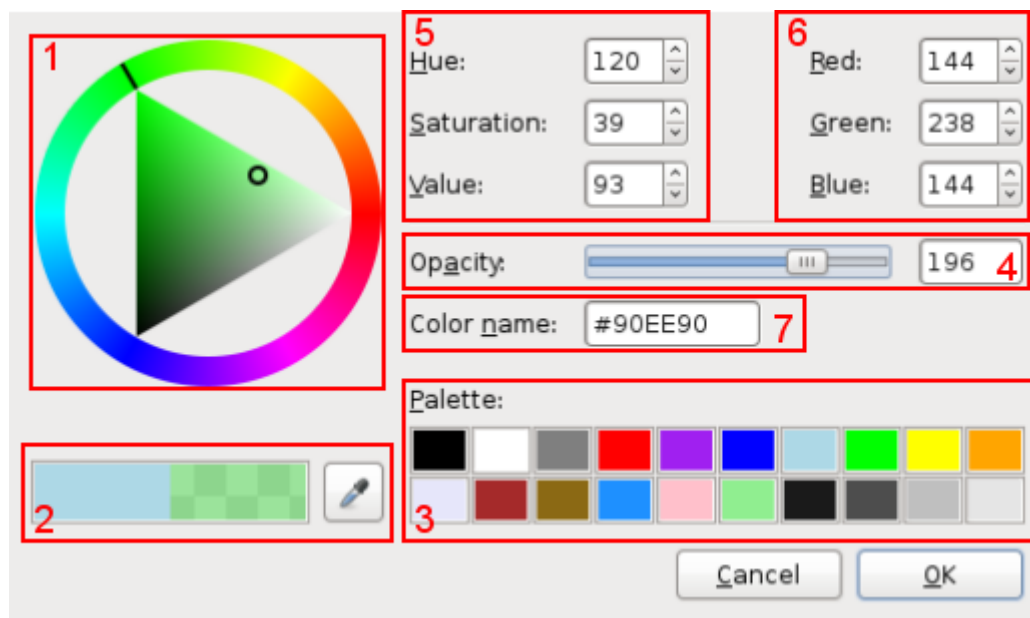 1
5
Hue: 120
Saturation: 39
Value: 93
6
Red: 144
Green: 238
Blue: 144
Opacity: 196 4
Color name: #90EE90 7
Palette:
2
3
Cancel OK